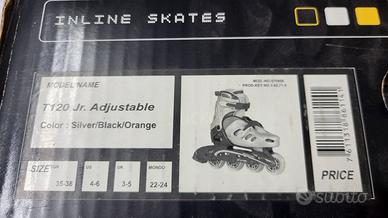 INLINE SKATES
MODEL NAME
T120 Jr. Adjustable
Color : Silver/Black/Orange
SIZE
US
UK
MONDO
35-38
4-6
3-5
22-24
PRICE
subito